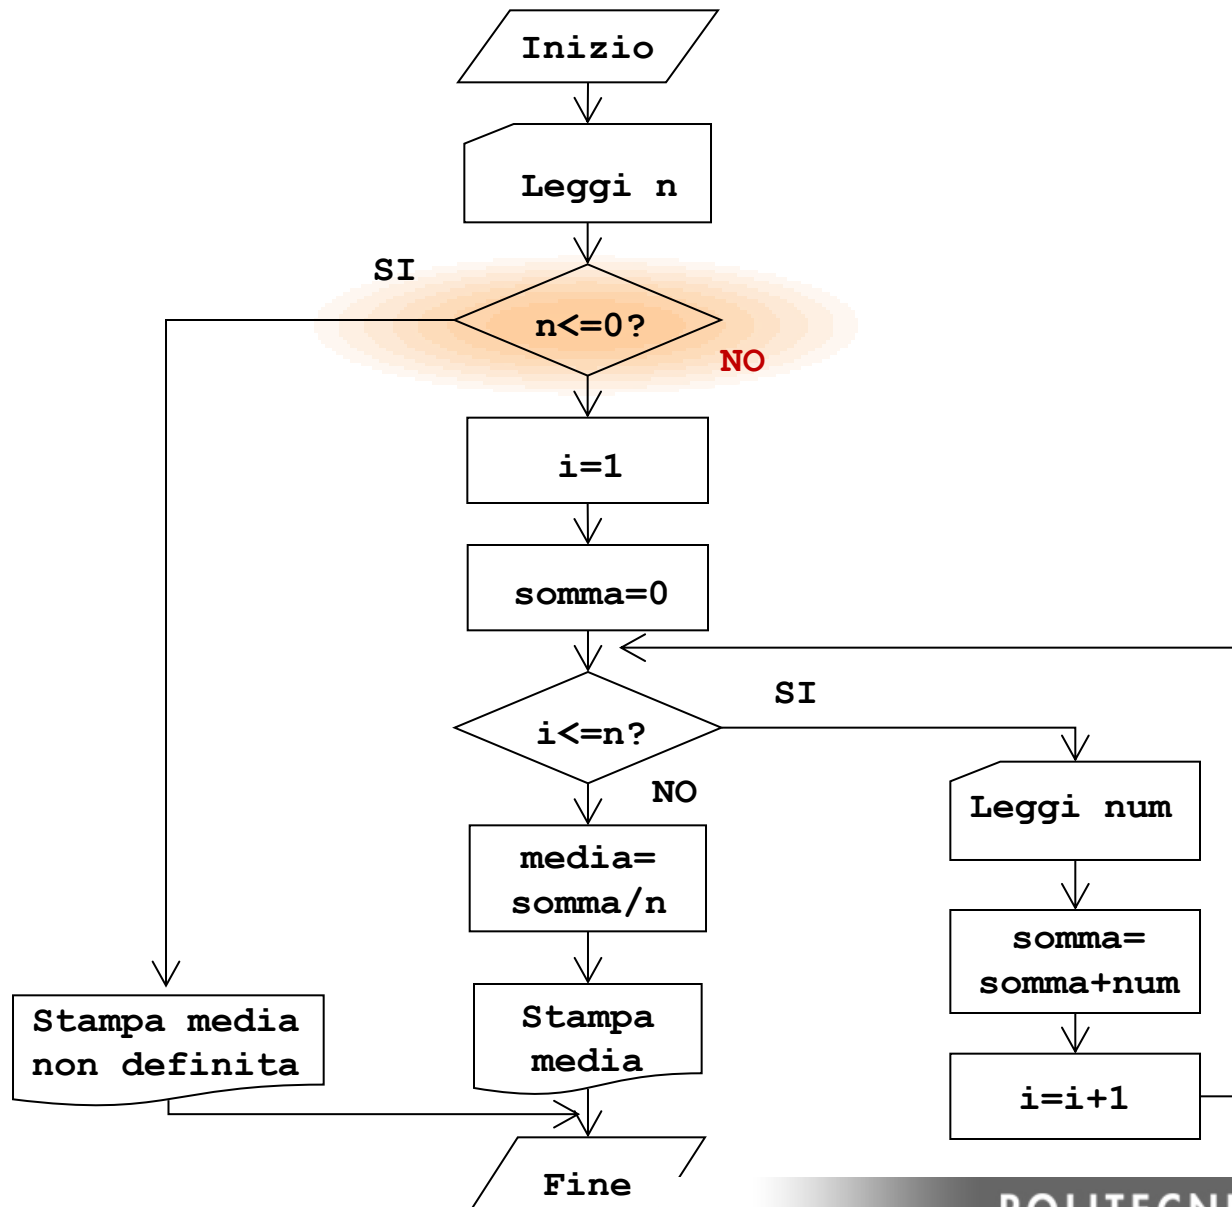 Inizio
Leggi n
SI
n<=0?
NO
i=1
somma=0
SI
i<=n?
NO
Leggi num
media=
somma/n
somma=
somma+num
Stampa media
non definita
Stampa
media
i=i+1
Fine